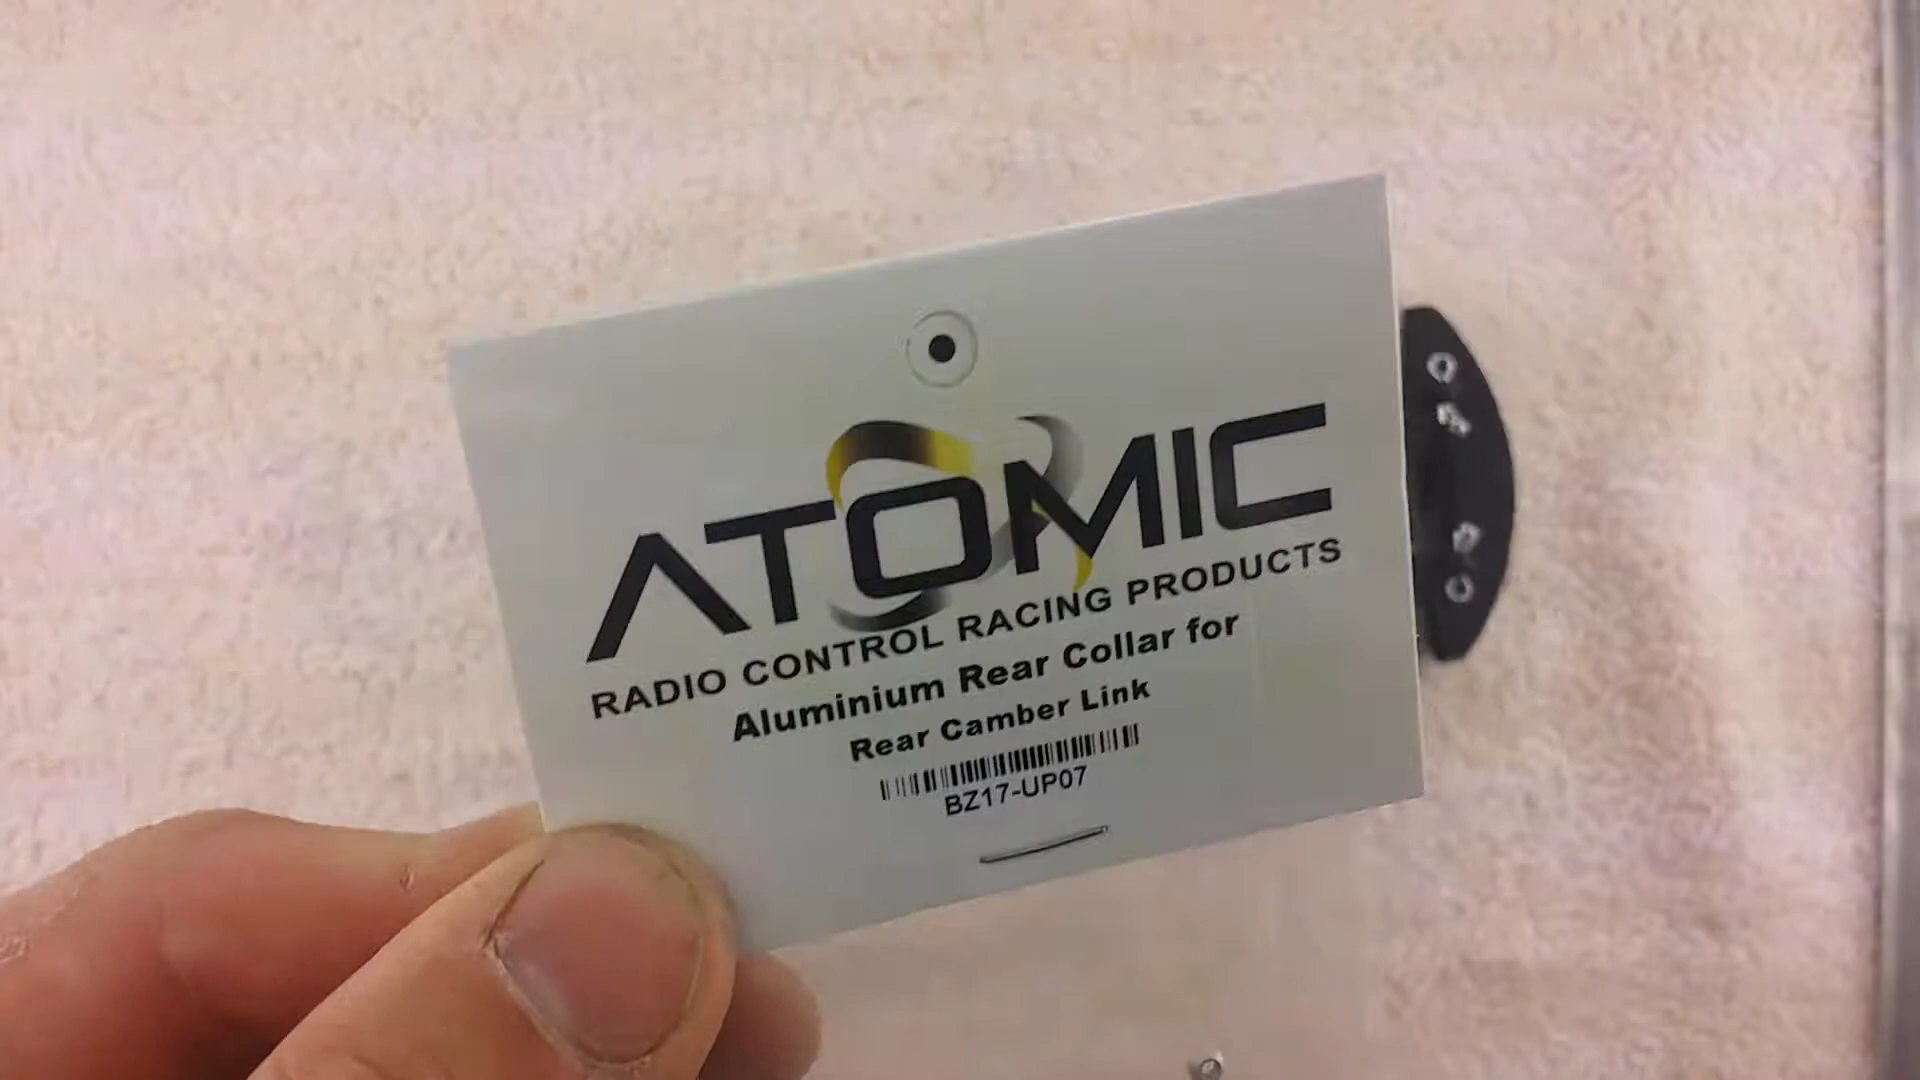 ATOMIC
RADIO CONTROL RACING PRODUCTS
Aluminium Rear Collar for
Rear Camber Link
BZ17-UP07